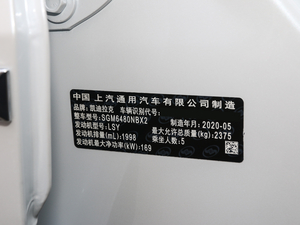 中国 上汽通用汽车有限公司制造
品牌：凯迪拉克 车辆识别代号：
整车型号：SGM6480NBX2 制造年月：2020-05
发动机型号：LSY 最大允许总质量(kg)：2375
发动机排量(mL)：1998 乘坐人数：5
发动机最大净功率(kW)：169